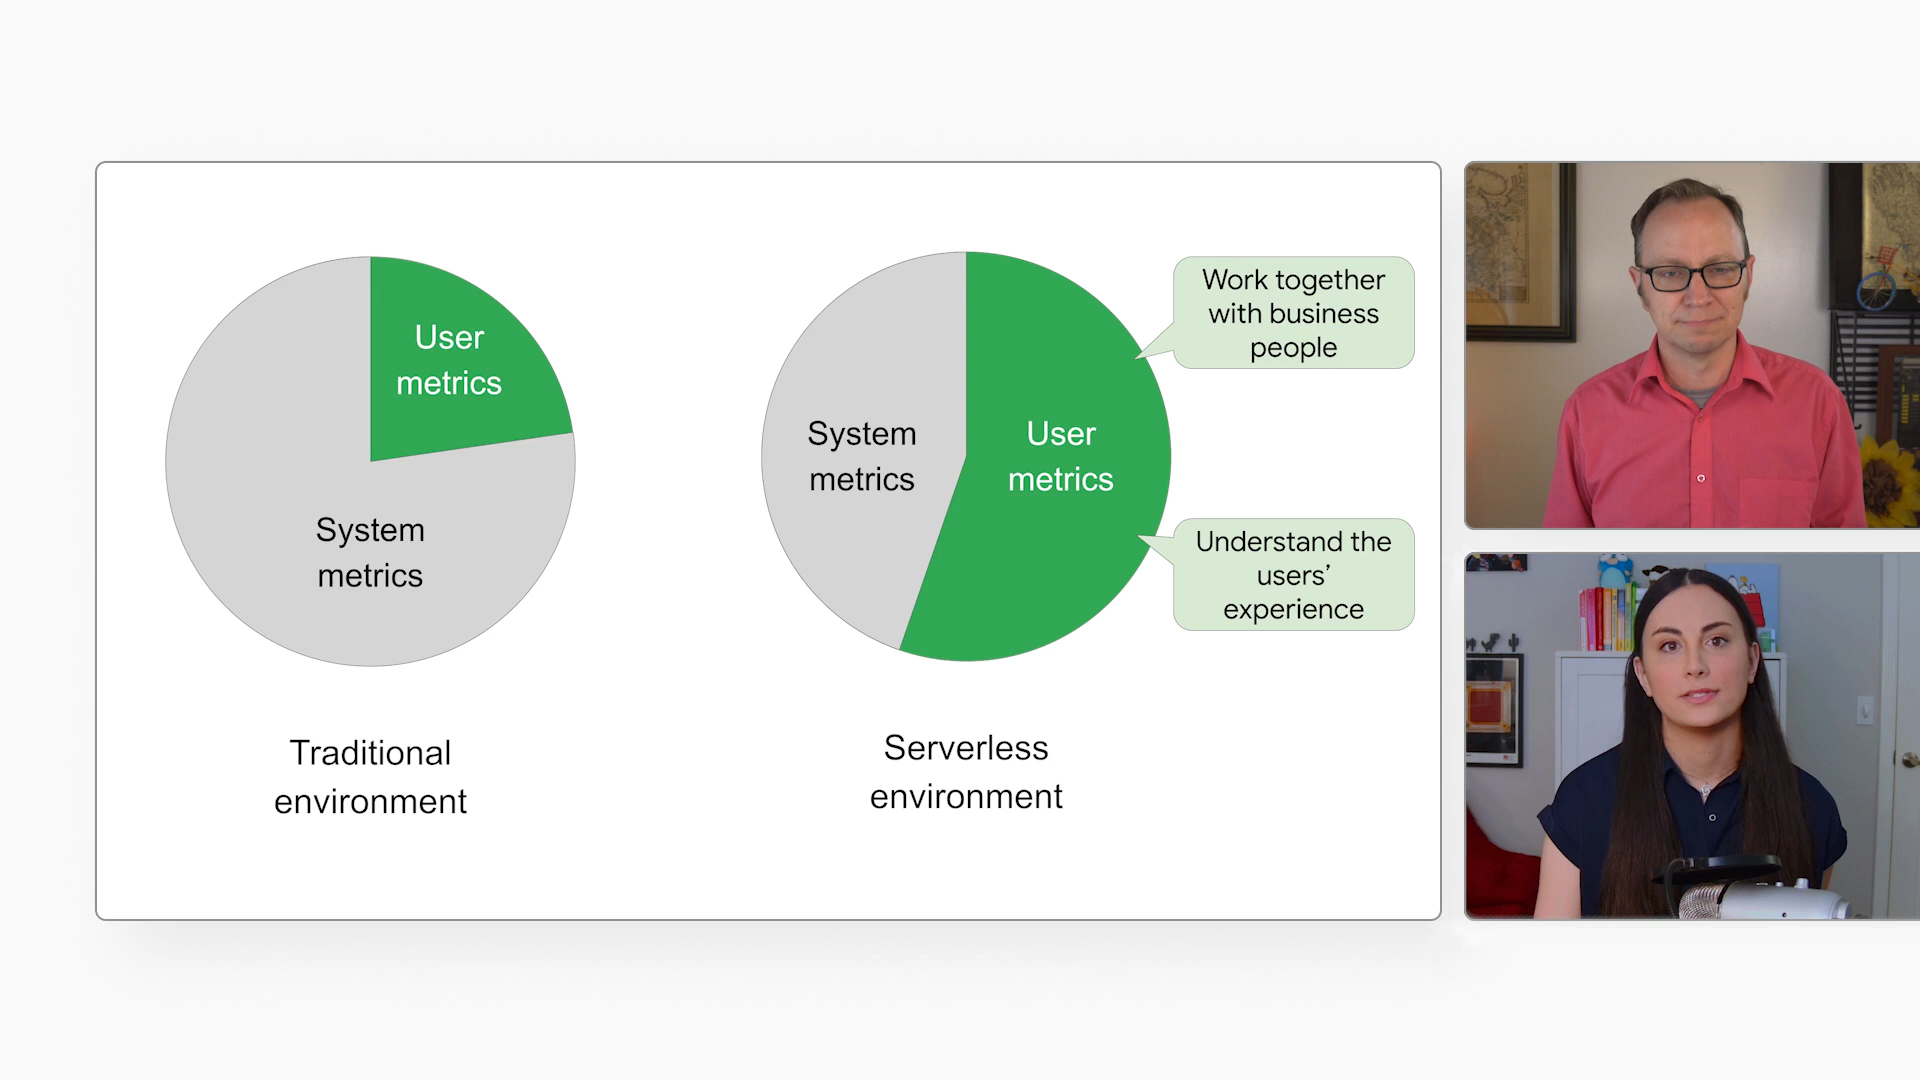 User
metrics
System
metrics
Traditional
environment
System
metrics
User
metrics
Serverless
environment
Work together
with business
people
Understand the
users’
experience